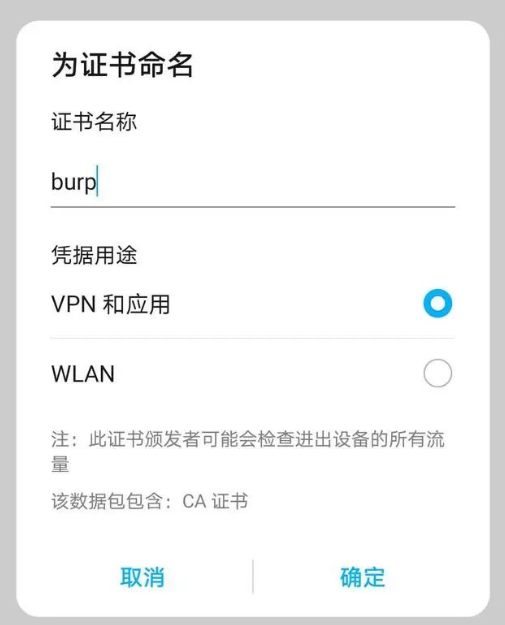 为证书命名
证书名称
burp
凭据用途
VPN 和应用
WLAN
注：此证书颁发者可能会检查进出设备的所有流
量
该数据包包含：CA 证书
取消
确定